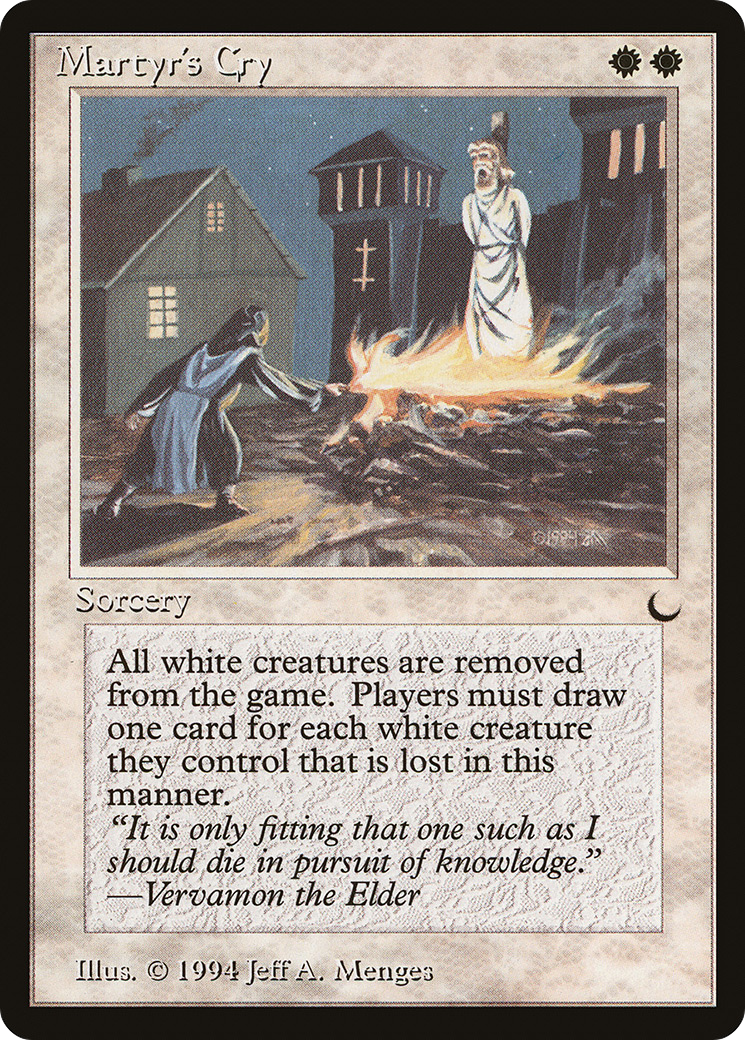 Martyr's Cry
©1994 JAM
Sorcery
All white creatures are removed
from the game. Players must draw
one card for each white creature
they control that is lost in this
manner.
"It is only fitting that one such as I
should die in pursuit of knowledge."
—Vervamon the Elder
Illus. © 1994 Jeff A. Menges